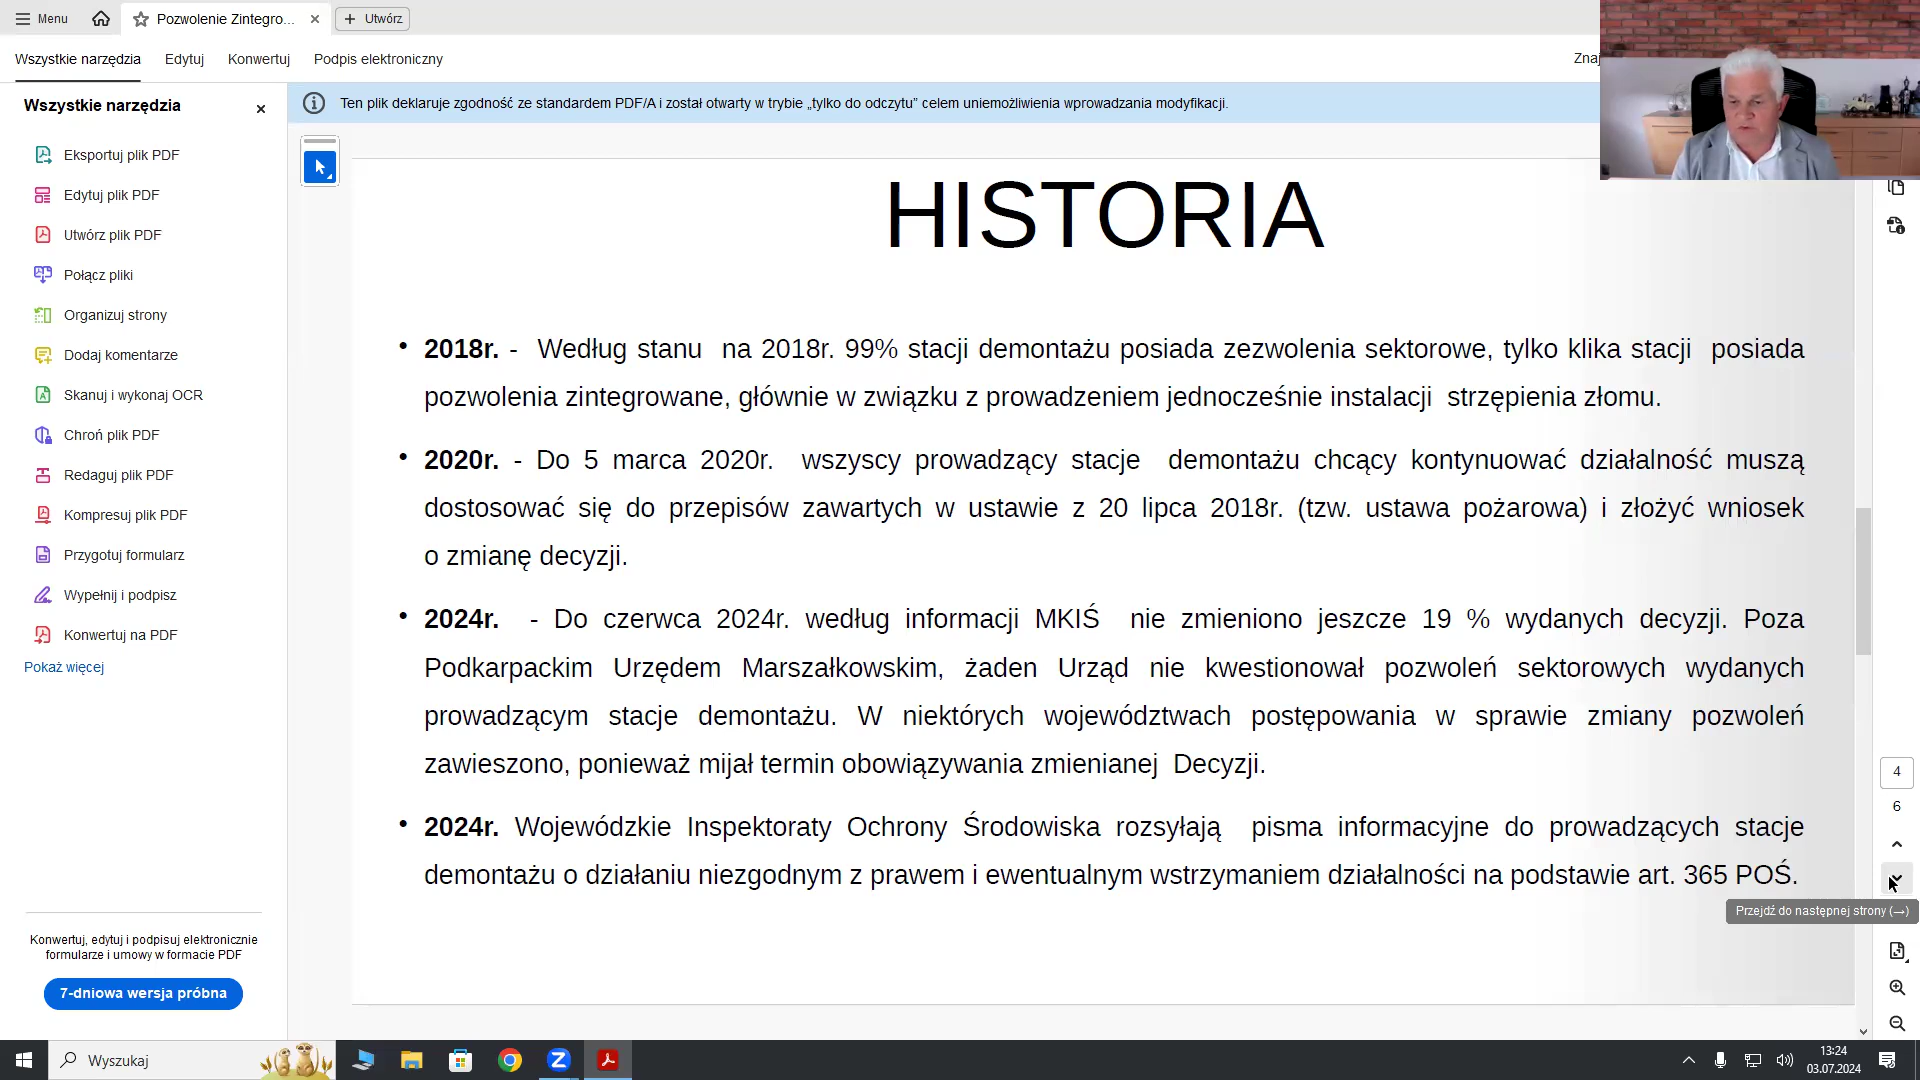 Menu
Pozwolenie Zintegro...
Utwórz
Wszystkie narzędzia
Edytuj
Konwertuj
Podpis elektroniczny
Znaj
Wszystkie narzędzia
Ten plik deklaruje zgodność ze standardem PDF/A i został otwarty w trybie „tylko do odczytu” celem uniemożliwienia wprowadzania modyfikacji.
Eksportuj plik PDF
Edytuj plik PDF
Utwórz plik PDF
Połącz pliki
Organizuj strony
Dodaj komentarze
Skanuj i wykonaj OCR
Chroń plik PDF
Redaguj plik PDF
Kompresuj plik PDF
Przygotuj formularz
Wypełnij i podpisz
Konwertuj na PDF
Pokaż więcej
Konwertuj, edytuj i podpisuj elektronicznie
formularze i umowy w formacie PDF
7-dniowa wersja próbna
HISTORIA
• 2018r. - Według stanu na 2018r. 99% stacji demontażu posiada zezwolenia sektorowe, tylko klika stacji posiada
pozwolenia zintegrowane, głównie w związku z prowadzeniem jednocześnie instalacji strzępienia złomu.
• 2020r. - Do 5 marca 2020r. wszyscy prowadzący stacje demontażu chcący kontynuować działalność muszą
dostosować się do przepisów zawartych w ustawie z 20 lipca 2018r. (tzw. ustawa pożarowa) i złożyć wniosek
o zmianę decyzji.
• 2024r. - Do czerwca 2024r. według informacji MKIŚ nie zmieniono jeszcze 19 % wydanych decyzji. Poza
Podkarpackim Urzędem Marszałkowskim, żaden Urząd nie kwestionował pozwoleń sektorowych wydanych
prowadzącym stacje demontażu. W niektórych województwach postępowania w sprawie zmiany pozwoleń
zawieszono, ponieważ mijał termin obowiązywania zmienianej Decyzji.
• 2024r. Wojewódzkie Inspektoraty Ochrony Środowiska rozsyłają pisma informacyjne do prowadzących stacje
demontażu o działaniu niezgodnym z prawem i ewentualnym wstrzymaniem działalności na podstawie art. 365 POŚ.
4
6
Przejdź do następnej strony (→)
Wyszukaj
13:24
03.07.2024